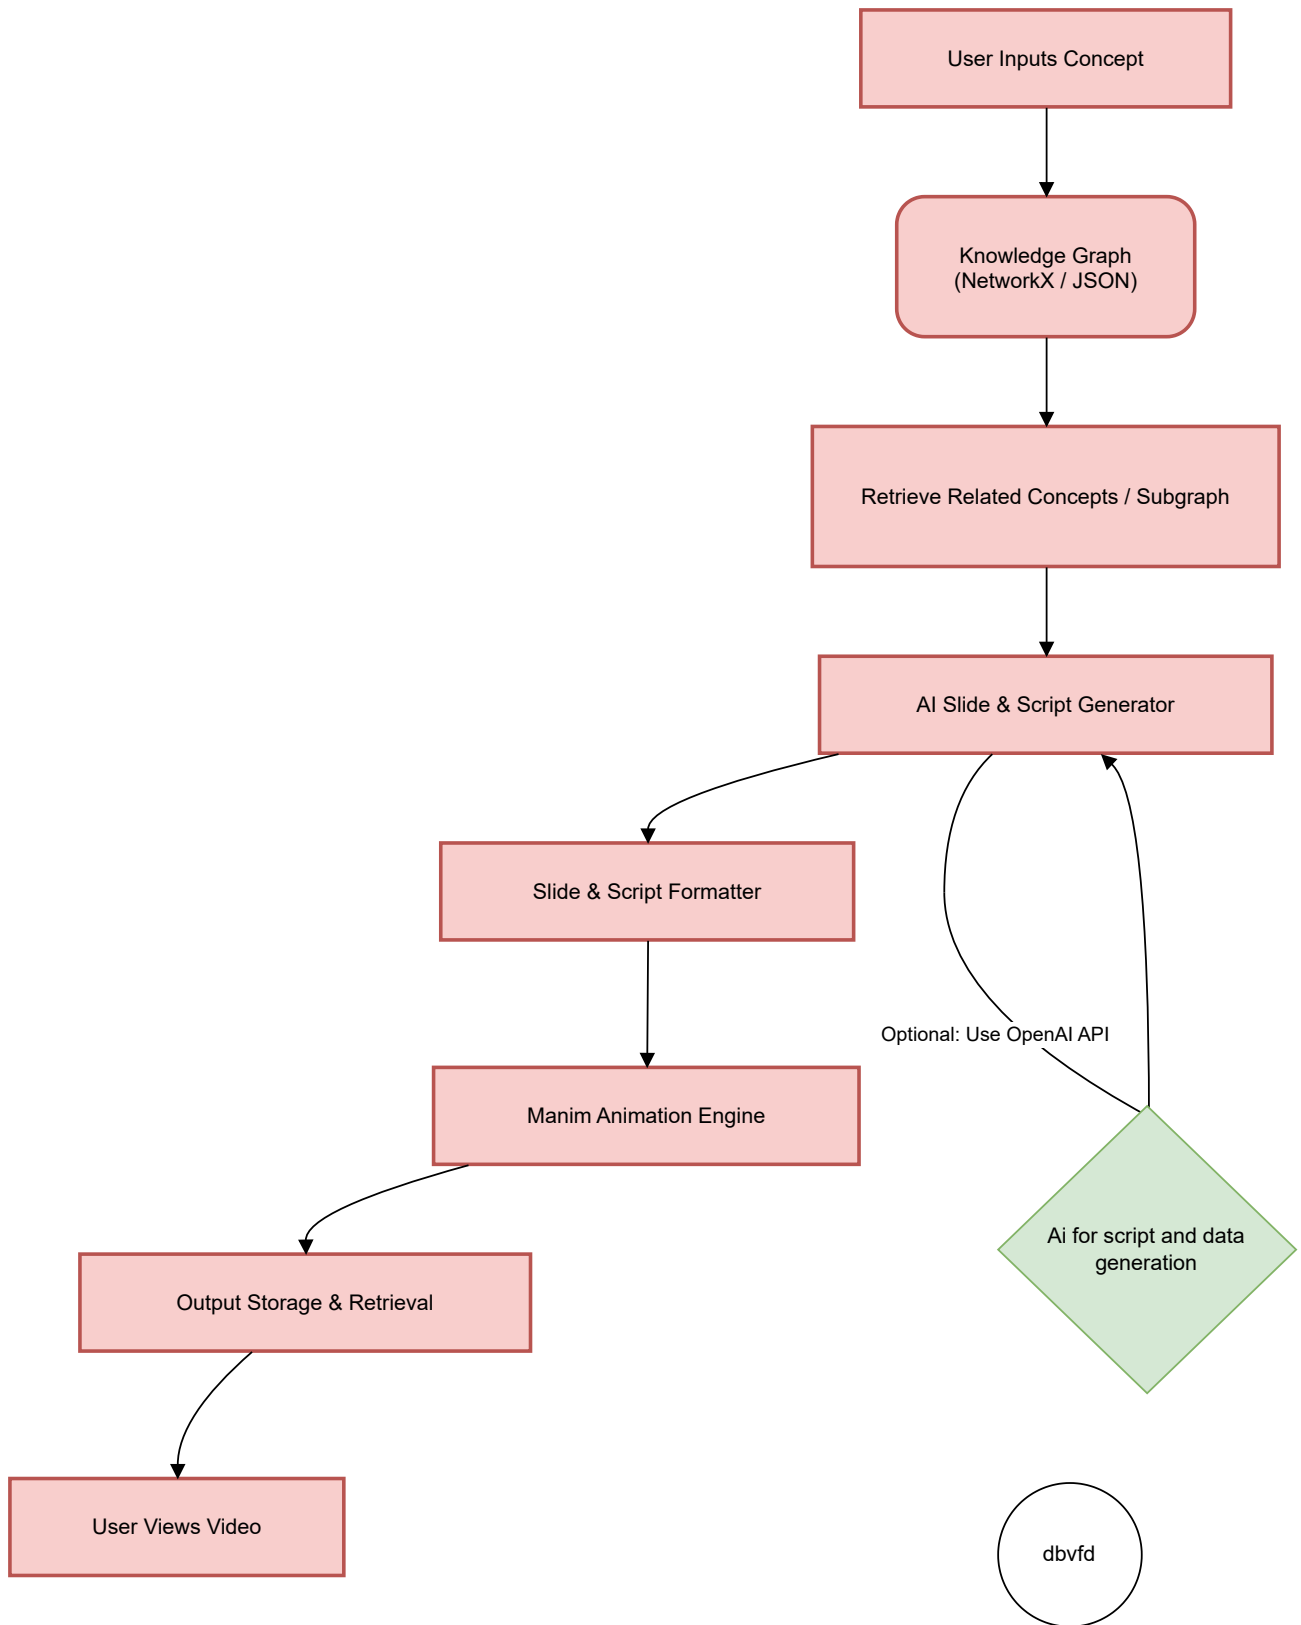 User Inputs Concept
Knowledge Graph
(NetworkX / JSON)
Retrieve Related Concepts / Subgraph
AI Slide & Script Generator
Slide & Script Formatter
Optional: Use OpenAI API
Manim Animation Engine
Ai for script and data
generation
Output Storage & Retrieval
User Views Video
dbvfd